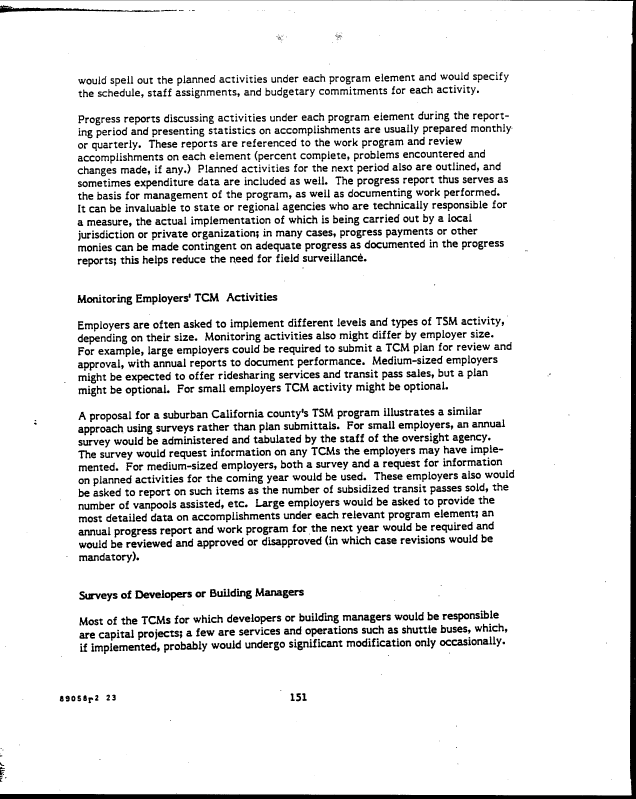 would spell out the planned activities under each program element and would specify
the schedule, staff assignments, and budgetary commitments for each activity.
Progress reports discussing activities under each program element during the report-
ing period and presenting statistics on accomplishments are usually prepared monthly
or quarterly. These reports are referenced to the work program and review
accomplishments on each element (percent complete, problems encountered and
changes made, if any.) Planned activities for the next period also are outlined, and
sometimes expenditure data are included as well. The progress report thus serves as
the basis for management of the program, as well as documenting work performed.
It can be invaluable to state or regional agencies who are technically responsible for
a measure, the actual implementation of which is being carried out by a local
jurisdiction or private organization; in many cases, progress payments or other
monies can be made contingent on adequate progress as documented in the progress
reports; this helps reduce the need for field surveillance.
Monitoring Employers' TCM Activities
Employers are often asked to implement different levels and types of TSM activity,
depending on their size. Monitoring activities also might differ by employer size.
For example, large employers could be required to submit a TCM plan for review and
approval, with annual reports to document performance. Medium-sized employers
might be expected to offer ridesharing services and transit pass sales, but a plan
might be optional. For small employers TCM activity might be optional.
A proposal for a suburban California county's TSM program illustrates a similar
approach using surveys rather than plan submittals. For small employers, an annual
survey would be administered and tabulated by the staff of the oversight agency.
The survey would request information on any TCMs the employers may have imple-
mented. For medium-sized employers, both a survey and a request for information
on planned activities for the coming year would be used. These employers also would
be asked to report on such items as the number of subsidized transit passes sold, the
number of vanpools assisted, etc. Large employers would be asked to provide the
most detailed data on accomplishments under each relevant program element; an
annual progress report and work program for the next year would be required and
would be reviewed and approved or disapproved (in which case revisions would be
mandatory).
Surveys of Developers or Building Managers
Most of the TCMs for which developers or building managers would be responsible
are capital projects; a few are services and operations such as shuttle buses, which,
if implemented, probably would undergo significant modification only occasionally.
89058r2 23
151